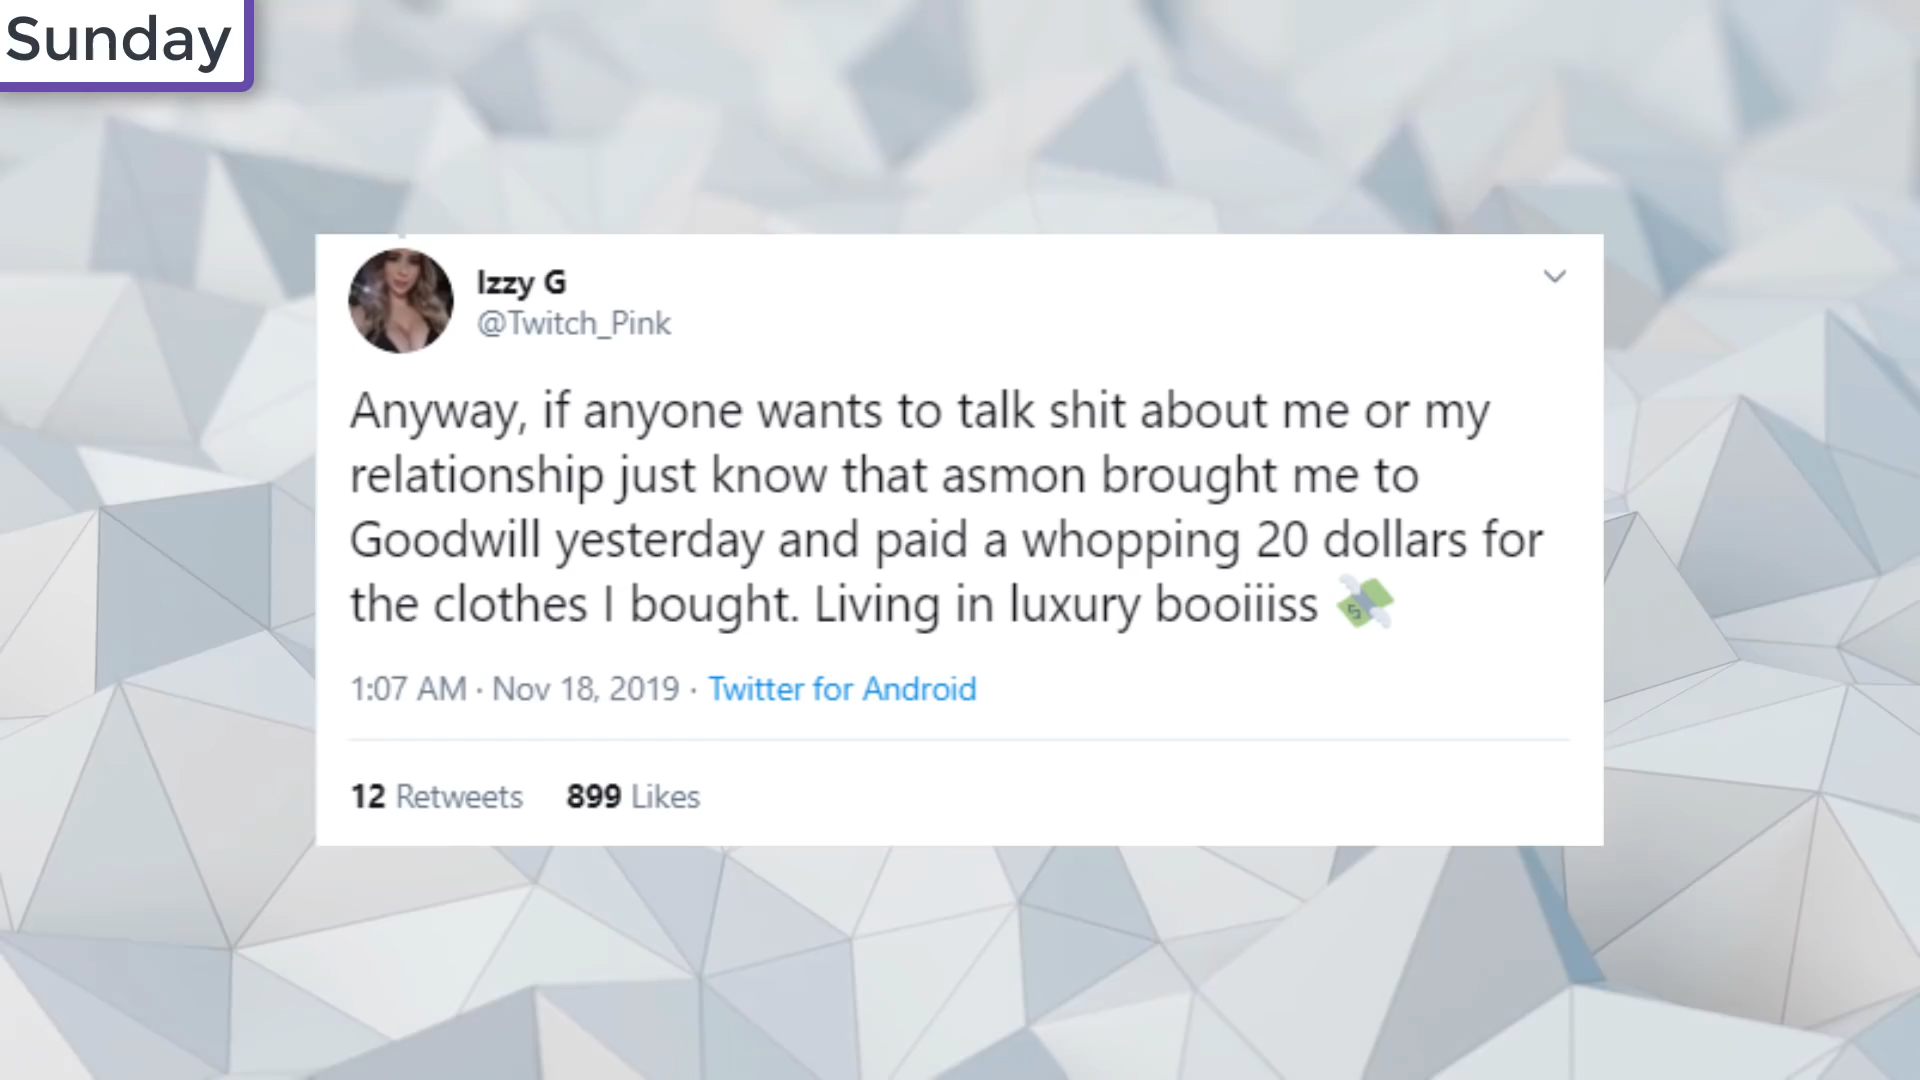 Sunday
Izzy G
@Twitch_Pink
Anyway, if anyone wants to talk shit about me or my
relationship just know that asmon brought me to
Goodwill yesterday and paid a whopping 20 dollars for
the clothes I bought. Living in luxury booiiiss 💸
1:07 AM · Nov 18, 2019 · Twitter for Android
12 Retweets 899 Likes